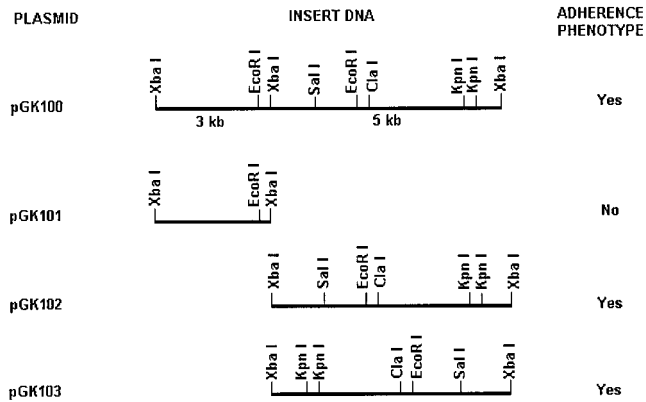 PLASMID INSERT DNA ADHERENCE PHENOTYPE
Xba I EcoR I Xba I Sal I EcoR I Cla I Kpn I Kpn I Xba I
pGK100 Yes
3 kb 5 kb
Xba I EcoR I Xba I
pGK101 No
Xba I Sal I EcoR I Cla I Kpn I Kpn I Xba I
pGK102 Yes
Xba I Kpn I Kpn I Cla I EcoR I Sal I Xba I
pGK103 Yes